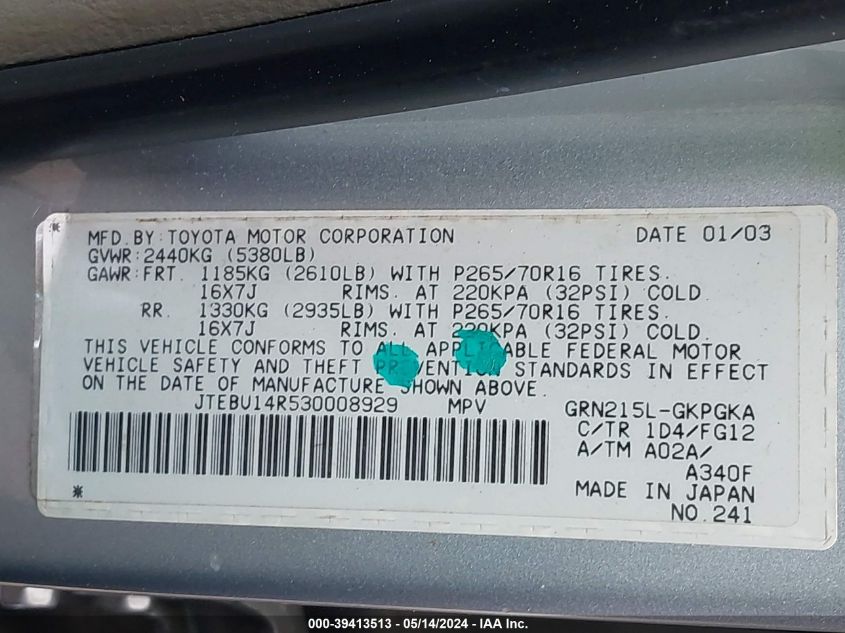 MFD.BY:TOYOTA MOTOR CORPORATION DATE 01/03
GVWR:2440KG (5380LB)
GAWR:FRT. 1185KG (2610LB) WITH P265/70R16 TIRES.
16X7J RIMS. AT 220KPA (32PSI) COLD.
RR. 1330KG (2935LB) WITH P265/70R16 TIRES.
16X7J RIMS. AT 220KPA (32PSI) COLD.
THIS VEHICLE CONFORMS TO ALL APPLICABLE FEDERAL MOTOR
VEHICLE SAFETY AND THEFT PREVENTION STANDARDS IN EFFECT
ON THE DATE OF MANUFACTURE SHOWN ABOVE.
JTEBU14R530008929 MPV GRN215L-GKPGKA
C/TR 1D4/FG12
A/TM A02A/
A340F
MADE IN JAPAN
NO.241
000-39413513 - 05/14/2024 - IAA Inc.